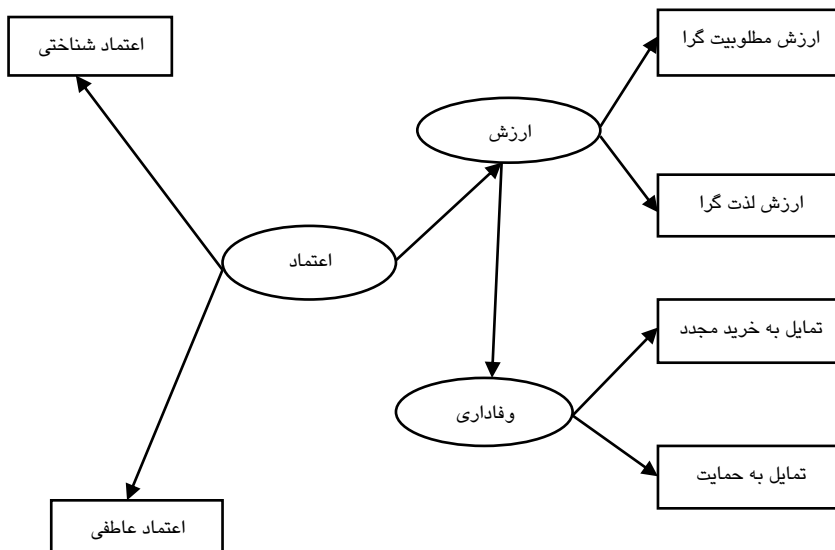 ارزش مطلوبیت گرا
اعتماد شناختی
ارزش
ارزش لذت گرا
اعتماد
تمایل به خرید مجدد
وفاداری
تمایل به حمایت
اعتماد عاطفی